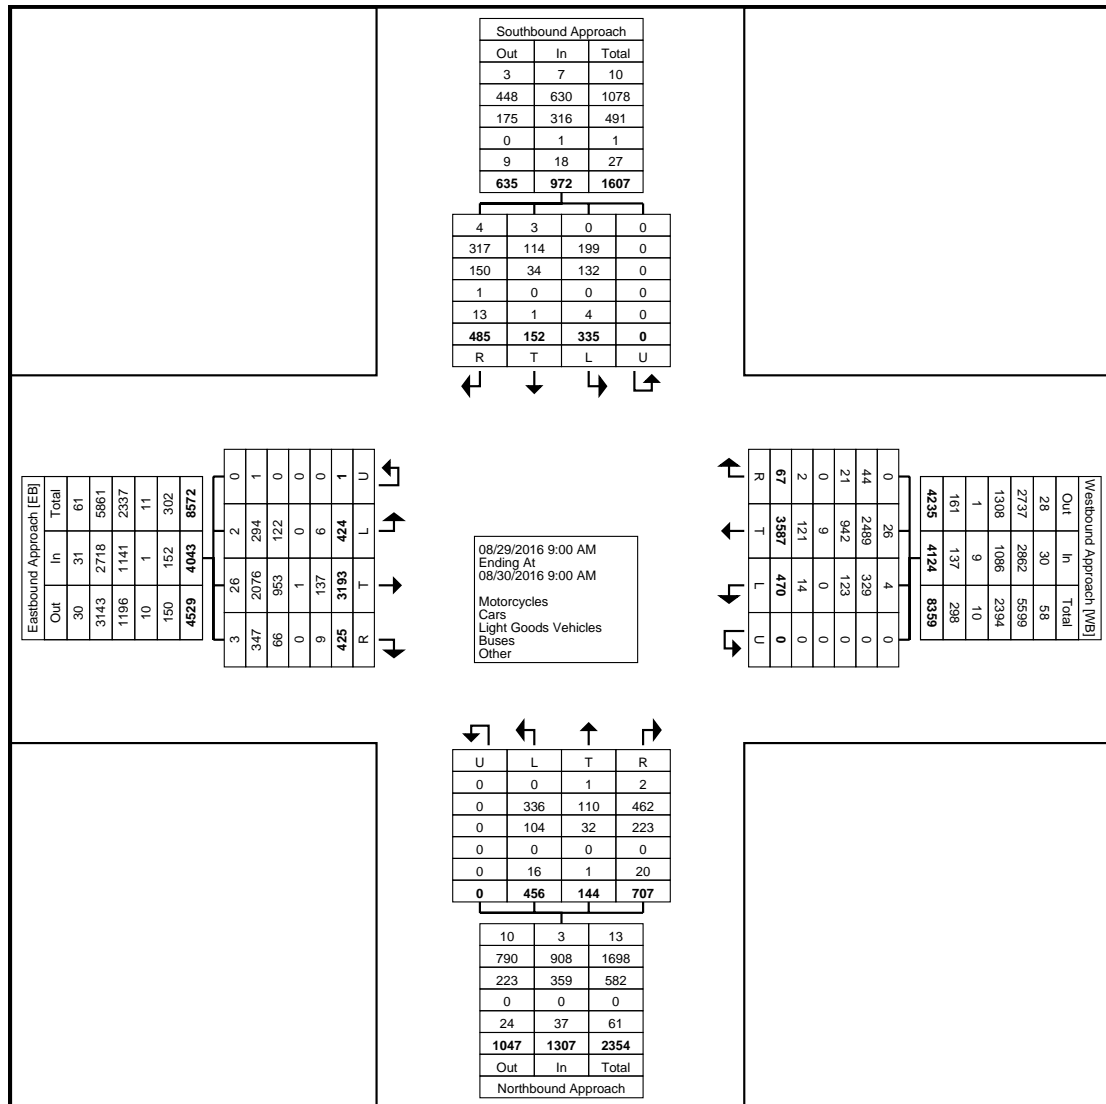 Southbound Approach
Out In Total
3 7 10
448 630 1078
175 316 491
0 1 1
9 18 27
635 972 1607
4 3 0 0
317 114 199 0
150 34 132 0
1 0 0 0
13 1 4 0
485 152 335 0
R T L U
Eastbound Approach [EB]
Out In Total
30 31 61
3143 2718 5861
1196 1141 2337
10 1 11
150 152 302
4529 4043 8572
3 26 2 0
347 2076 294 1
66 953 122 0
0 1 0 0
9 137 6 0
425 3193 424 1
R T L U
08/29/2016 9:00 AM
Ending At
08/30/2016 9:00 AM
Motorcycles
Cars
Light Goods Vehicles
Buses
Other
Westbound Approach [WB]
Out In Total
28 30 58
2737 2862 5599
1308 1086 2394
1 9 10
161 137 298
4235 4124 8359
0 26 4 0
44 2489 329 0
21 942 123 0
0 9 0 0
2 121 14 0
67 3587 470 0
R T L U
U L T R
0 0 1 2
0 336 110 462
0 104 32 223
0 0 0 0
0 16 1 20
0 456 144 707
10 3 13
790 908 1698
223 359 582
0 0 0
24 37 61
1047 1307 2354
Out In Total
Northbound Approach